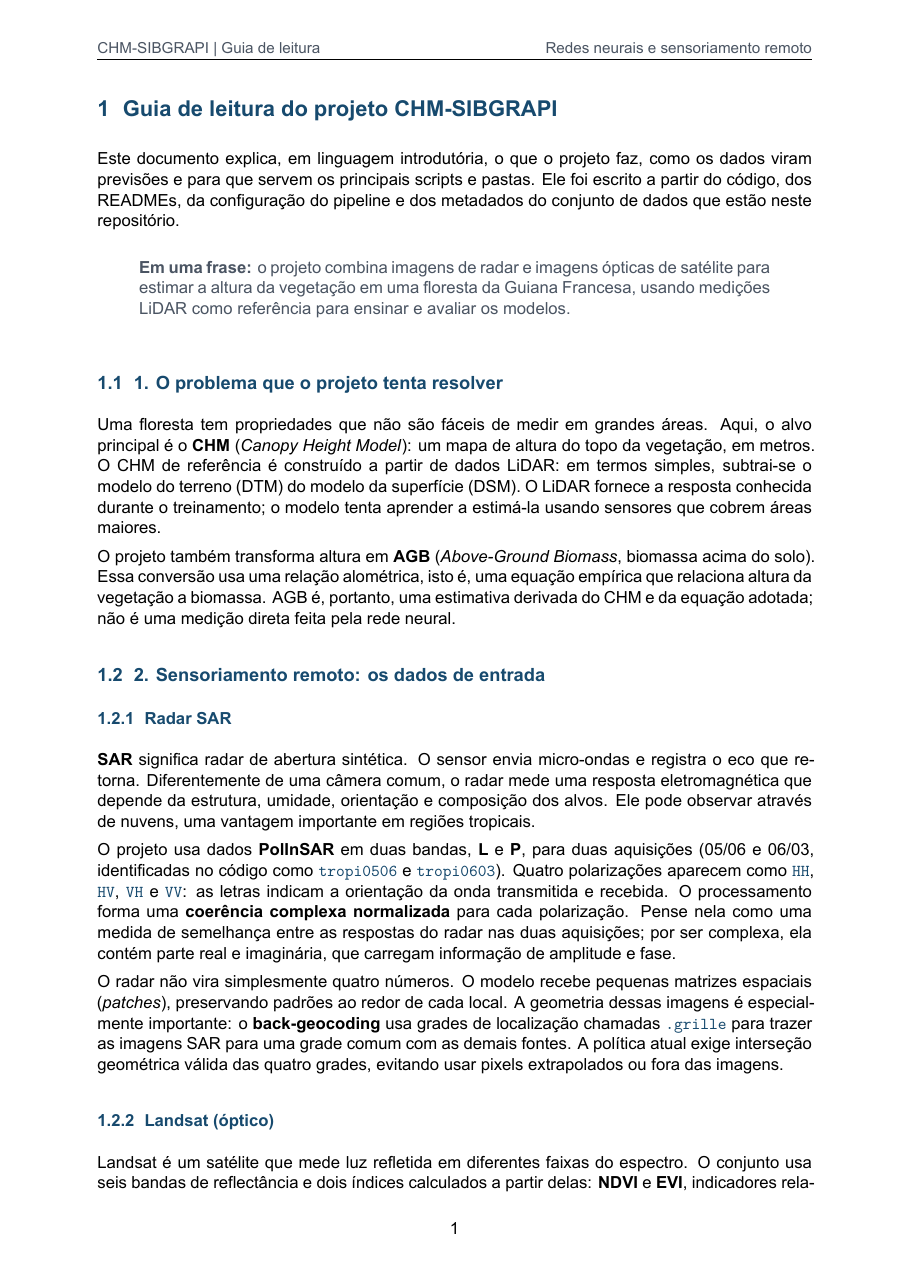 CHM-SIBGRAPI | Guia de leitura
Redes neurais e sensoriamento remoto
1 Guia de leitura do projeto CHM-SIBGRAPI
Este documento explica, em linguagem introdutória, o que o projeto faz, como os dados viram
previsões e para que servem os principais scripts e pastas. Ele foi escrito a partir do código, dos
READMEs, da configuração do pipeline e dos metadados do conjunto de dados que estão neste
repositório.
Em uma frase: o projeto combina imagens de radar e imagens ópticas de satélite para
estimar a altura da vegetação em uma floresta da Guiana Francesa, usando medições
LiDAR como referência para ensinar e avaliar os modelos.
1.1 1. O problema que o projeto tenta resolver
Uma floresta tem propriedades que não são fáceis de medir em grandes áreas. Aqui, o alvo
principal é o CHM (Canopy Height Model): um mapa de altura do topo da vegetação, em metros.
O CHM de referência é construído a partir de dados LiDAR: em termos simples, subtrai-se o
modelo do terreno (DTM) do modelo da superfície (DSM). O LiDAR fornece a resposta conhecida
durante o treinamento; o modelo tenta aprender a estimá-la usando sensores que cobrem áreas
maiores.
O projeto também transforma altura em AGB (Above-Ground Biomass, biomassa acima do solo).
Essa conversão usa uma relação alométrica, isto é, uma equação empírica que relaciona altura da
vegetação a biomassa. AGB é, portanto, uma estimativa derivada do CHM e da equação adotada;
não é uma medição direta feita pela rede neural.
1.2 2. Sensoriamento remoto: os dados de entrada
1.2.1 Radar SAR
SAR significa radar de abertura sintética. O sensor envia micro-ondas e registra o eco que re-
torna. Diferentemente de uma câmera comum, o radar mede uma resposta eletromagnética que
depende da estrutura, umidade, orientação e composição dos alvos. Ele pode observar através
de nuvens, uma vantagem importante em regiões tropicais.
O projeto usa dados PolInSAR em duas bandas, L e P, para duas aquisições (05/06 e 06/03,
identificadas no código como tropi0506 e tropi0603). Quatro polarizações aparecem como HH,
HV, VH e VV: as letras indicam a orientação da onda transmitida e recebida. O processamento
forma uma coerência complexa normalizada para cada polarização. Pense nela como uma
medida de semelhança entre as respostas do radar nas duas aquisições; por ser complexa, ela
contém parte real e imaginária, que carregam informação de amplitude e fase.
O radar não vira simplesmente quatro números. O modelo recebe pequenas matrizes espaciais
(patches), preservando padrões ao redor de cada local. A geometria dessas imagens é especial-
mente importante: o back-geocoding usa grades de localização chamadas .grille para trazer
as imagens SAR para uma grade comum com as demais fontes. A política atual exige interseção
geométrica válida das quatro grades, evitando usar pixels extrapolados ou fora das imagens.
1.2.2 Landsat (óptico)
Landsat é um satélite que mede luz refletida em diferentes faixas do espectro. O conjunto usa
seis bandas de reflectância e dois índices calculados a partir delas: NDVI e EVI, indicadores rela-
1